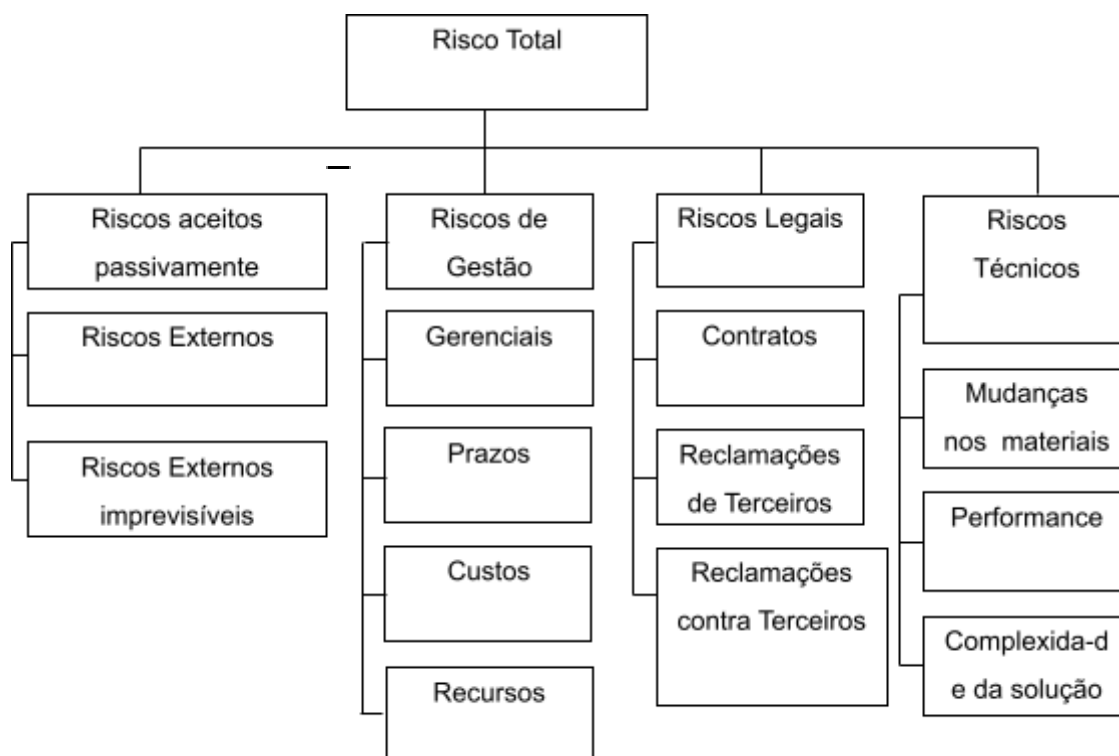 Risco Total
Riscos aceitos
passivamente
Riscos Externos
Riscos Externos
imprevisíveis
Riscos de
Gestão
Gerenciais
Prazos
Custos
Recursos
Riscos Legais
Contratos
Reclamações
de Terceiros
Reclamações
contra Terceiros
Riscos
Técnicos
Mudanças
nos materiais
Performance
Complexida-d
e da solução